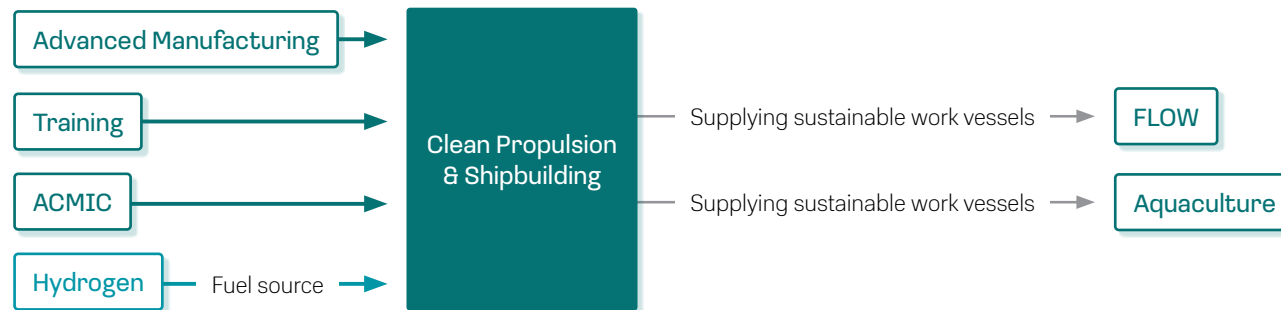 Advanced Manufacturing
Training
ACMIC
Hydrogen
Fuel source
Clean Propulsion
& Shipbuilding
Supplying sustainable work vessels
FLOW
Supplying sustainable work vessels
Aquaculture